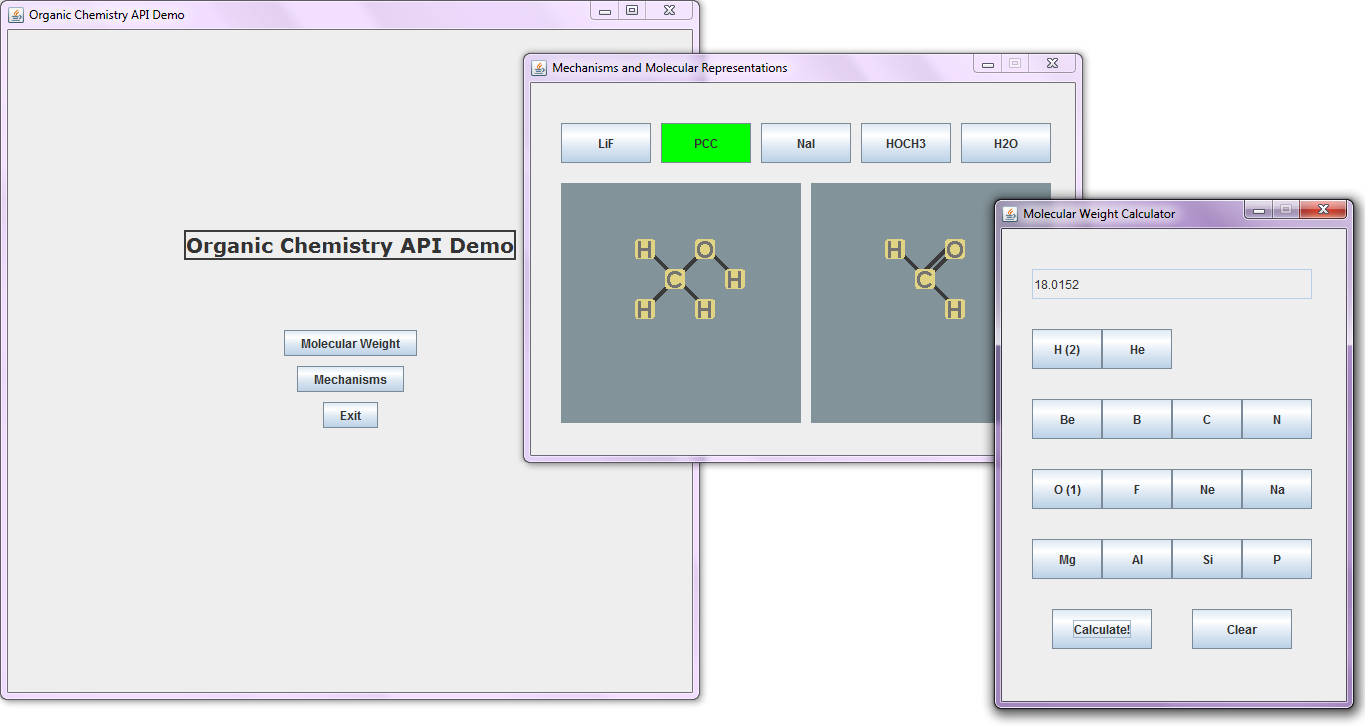 Organic Chemistry API Demo
Organic Chemistry API Demo
Molecular Weight
Mechanisms
Exit
Mechanisms and Molecular Representations
LiF PCC NaI HOCH3 H2O
H O
C H
H H
H O
C
H
Molecular Weight Calculator
18.0152
H (2) He
Be B C N
O (1) F Ne Na
Mg Al Si P
Calculate! Clear